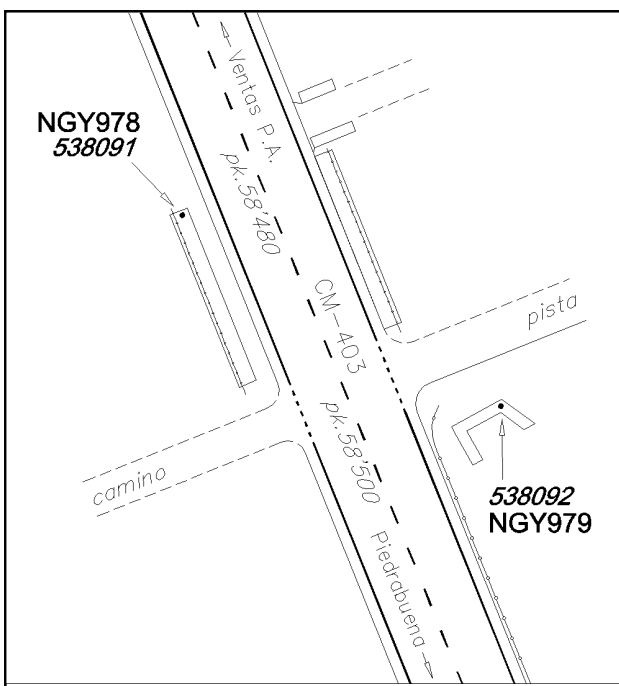 ← Ventas P.A.
NGY978
538091
pk.58'480
CM-403
pista
pk.58'500
camino
538092
NGY979
Piedrabuena →